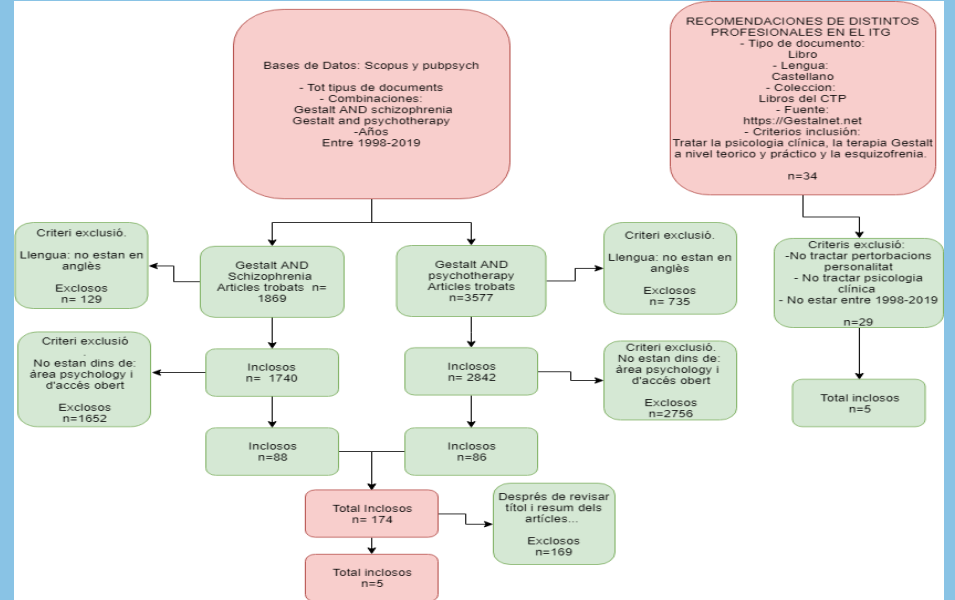 Bases de Datos: Scopus y pubpsych
- Tot tipus de documents
- Combinaciones:
Gestalt AND schizophrenia
Gestalt and psychotherapy
-Años
Entre 1998-2019
RECOMENDACIONES DE DISTINTOS
PROFESIONALES EN EL ITG
- Tipo de documento:
Libro
- Lengua:
Castellano
- Coleccion:
Libros del CTP
- Fuente:
https://Gestalnet.net
- Criterios inclusión:
Tratar la psicologia clínica, la terapia Gestalt
a nivel teorico y práctico y la esquizofrenia.
n=34
Criteri exclusió.
Llengua: no estan en
anglès
Exclosos
n= 129
Gestalt AND
Schizophrenia
Articles trobats n=
1869
Gestalt AND
psychotherapy
Articles trobats
n=3577
Criteri exclusió.
Llengua: no estan en
anglès
Exclosos
n= 735
Criteris exclusió:
-No tractar pertorbacions
personalitat
- No tractar psicologia
clínica
- No estar entre 1998-2019
n=29
Criteri exclusió
.
No estan dins de:
área psychology i
d'accés obert
Exclosos
n=1652
Inclosos
n= 1740
Inclosos
n= 2842
Criteri exclusió.
No estan dins de:
área psychology i
d'accés obert
Exclosos
n=2756
Total inclosos
n=5
Inclosos
n=88
Inclosos
n=86
Total Inclosos
n= 174
Després de revisar
títol i resum dels
artícles...
Exclosos
n=169
Total inclosos
n=5